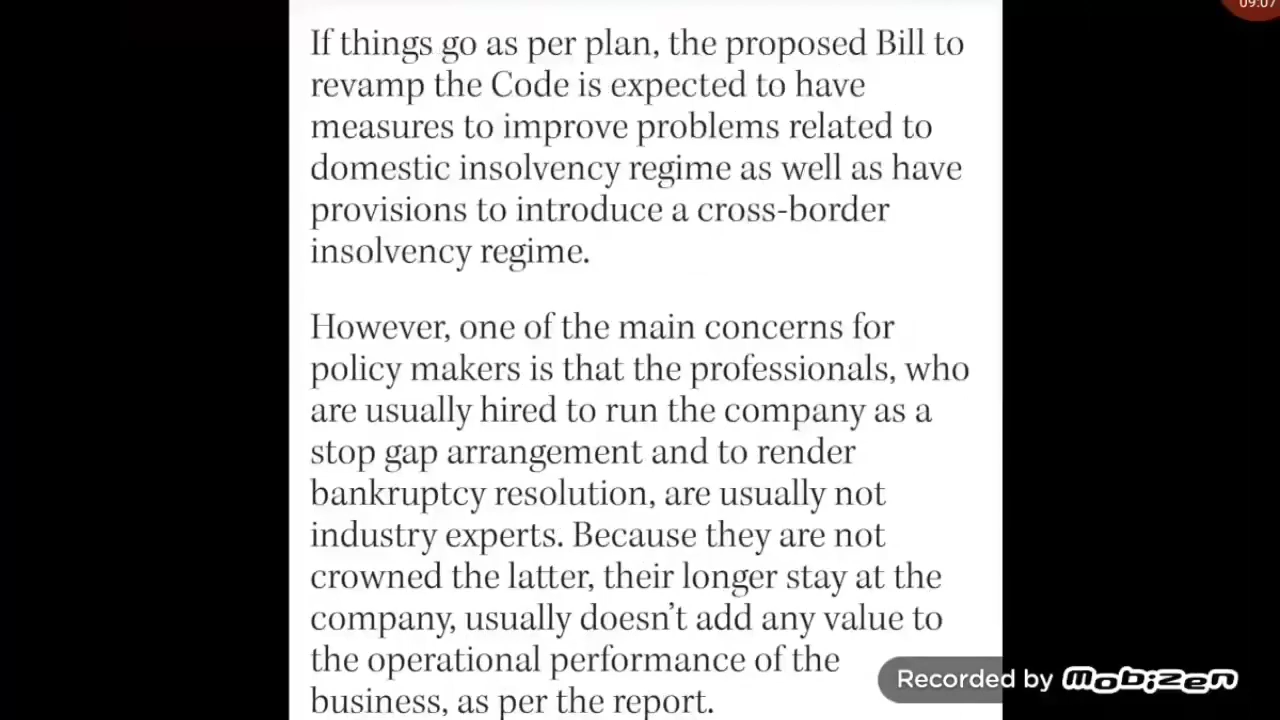 09:07
If things go as per plan, the proposed Bill to
revamp the Code is expected to have
measures to improve problems related to
domestic insolvency regime as well as have
provisions to introduce a cross-border
insolvency regime.
However, one of the main concerns for
policy makers is that the professionals, who
are usually hired to run the company as a
stop gap arrangement and to render
bankruptcy resolution, are usually not
industry experts. Because they are not
crowned the latter, their longer stay at the
company, usually doesn’t add any value to
the operational performance of the
business, as per the report.
Recorded by Mobizen